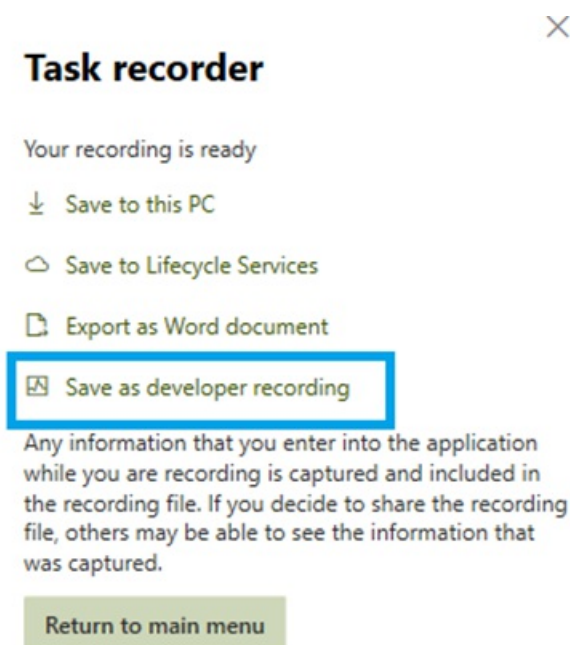 Task recorder
Your recording is ready
Save to this PC
Save to Lifecycle Services
Export as Word document
Save as developer recording
Any information that you enter into the application
while you are recording is captured and included in
the recording file. If you decide to share the recording
file, others may be able to see the information that
was captured.
Return to main menu